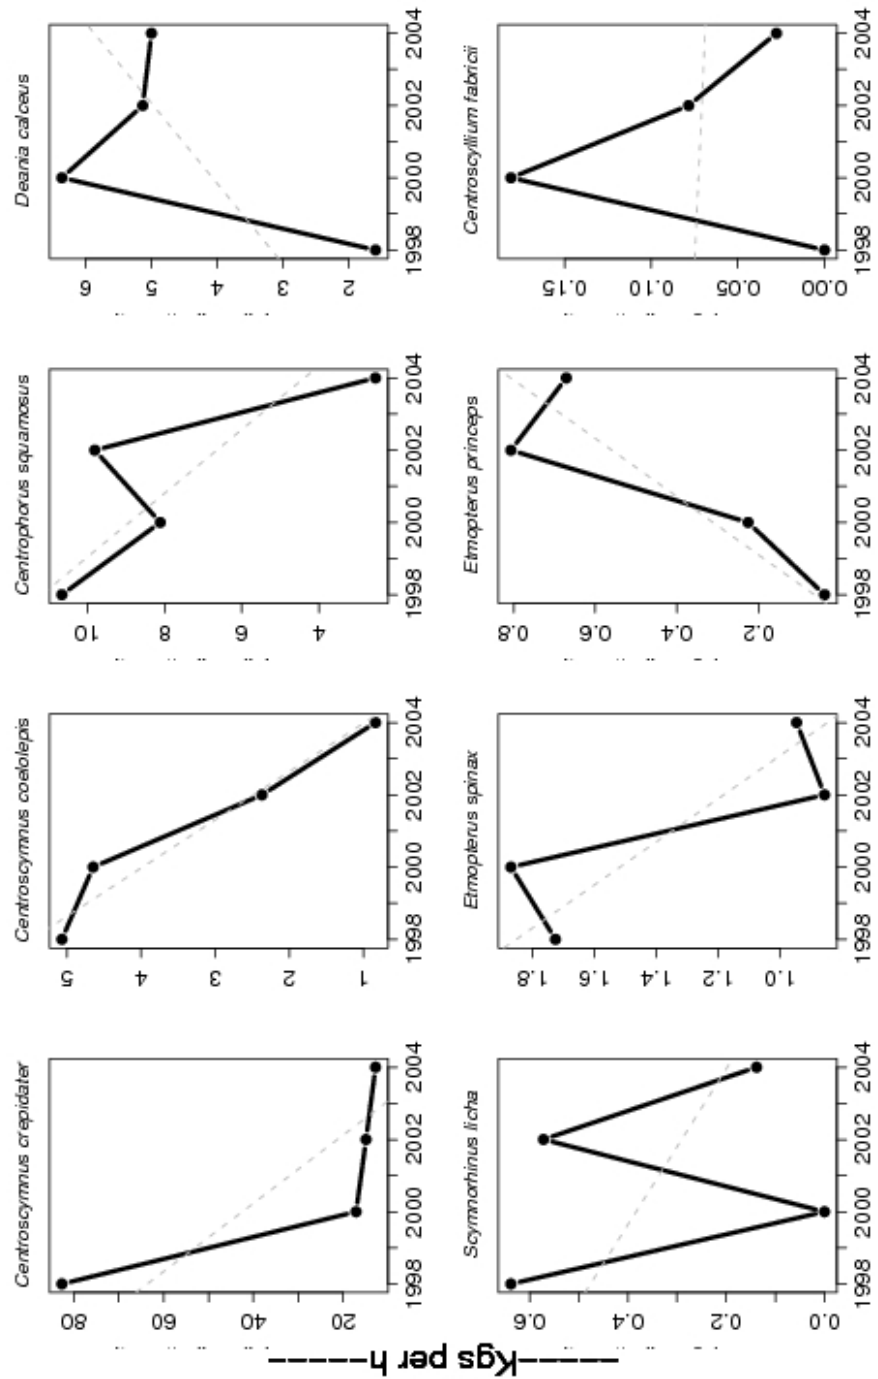 Centroscymnus crepidater
80
60
40
20
1998 2000 2002 2004
Centroscymnus coelolepis
5
4
3
2
1
1998 2000 2002 2004
Centrophorus squamosus
10
8
6
4
1998 2000 2002 2004
Deania calceus
6
5
4
3
2
1998 2000 2002 2004
------Kgs per h------
Scymnorhinus licha
0.6
0.4
0.2
0.0
1998 2000 2002 2004
Etmopterus spinax
1.8
1.6
1.4
1.2
1.0
1998 2000 2002 2004
Etmopterus princeps
0.8
0.6
0.4
0.2
1998 2000 2002 2004
Centroscyllium fabricii
0.15
0.10
0.05
0.00
1998 2000 2002 2004